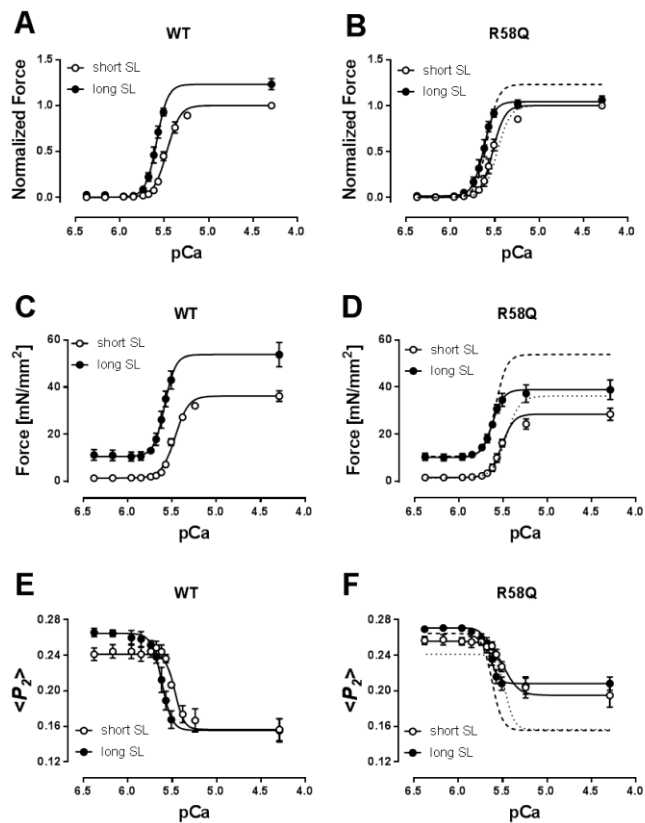 A
WT
short SL
long SL
Normalized Force
1.5
1.0
0.5
0.0
6.5 6.0 5.5 5.0 4.5 4.0
pCa
B
R58Q
short SL
long SL
Normalized Force
1.5
1.0
0.5
0.0
6.5 6.0 5.5 5.0 4.5 4.0
pCa
C
WT
short SL
long SL
Force [mN/mm²]
60
40
20
0
6.5 6.0 5.5 5.0 4.5 4.0
pCa
D
R58Q
short SL
long SL
Force [mN/mm²]
60
40
20
0
6.5 6.0 5.5 5.0 4.5 4.0
pCa
E
WT
<P₂>
0.28
0.24
0.20
0.16
0.12
short SL
long SL
6.5 6.0 5.5 5.0 4.5 4.0
pCa
F
R58Q
<P₂>
0.28
0.24
0.20
0.16
0.12
short SL
long SL
6.5 6.0 5.5 5.0 4.5 4.0
pCa